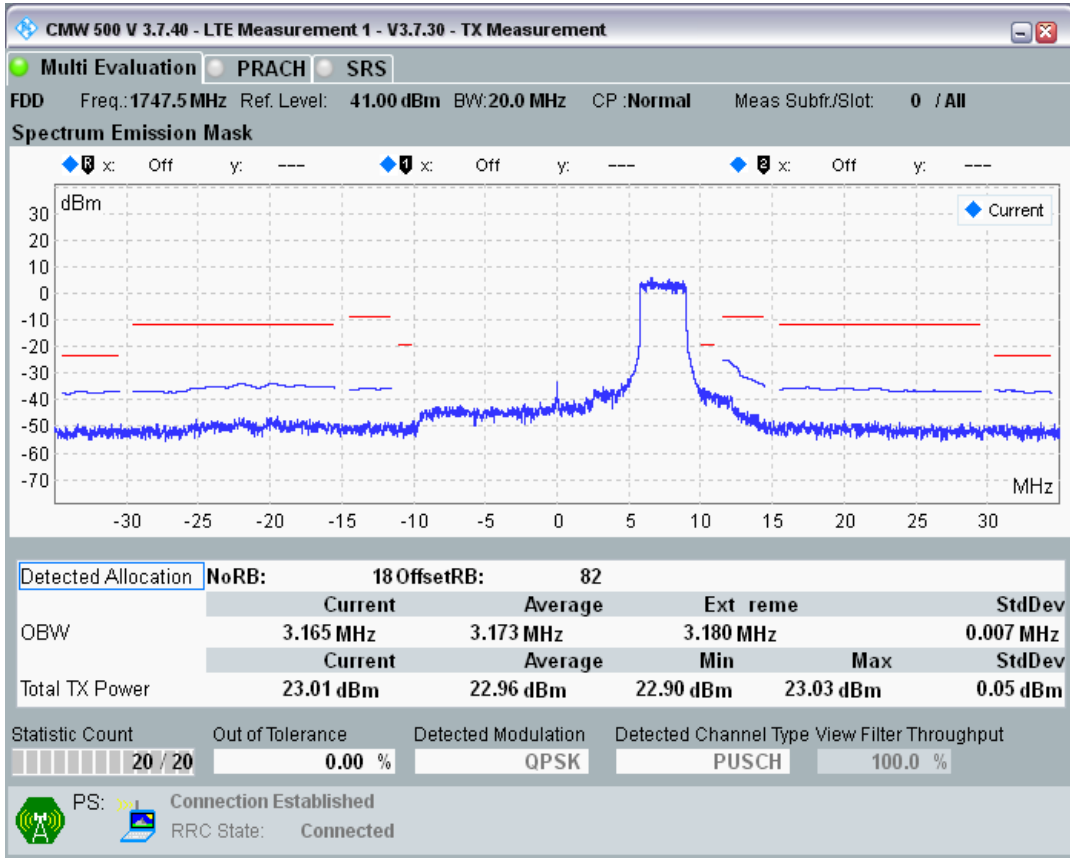 CMW 500 V 3.7.40 - LTE Measurement 1 - V3.7.30 - TX Measurement
Multi Evaluation PRACH SRS
FDD Freq.: 1747.5 MHz Ref. Level: 41.00 dBm BW: 20.0 MHz CP : Normal Meas Subfr./Slot: 0 / All
Spectrum Emission Mask
R x: Off y: --- 1 x: Off y: --- 2 x: Off y: ---
dBm
Current
30
20
10
0
-10
-20
-30
-40
-50
-60
-70
MHz
-30 -25 -20 -15 -10 -5 0 5 10 15 20 25 30
Detected Allocation NoRB: 18 OffsetRB: 82
Current Average Ext reme StdDev
OBW 3.165 MHz 3.173 MHz 3.180 MHz 0.007 MHz
Current Average Min Max StdDev
Total TX Power 23.01 dBm 22.96 dBm 22.90 dBm 23.03 dBm 0.05 dBm
Statistic Count Out of Tolerance Detected Modulation Detected Channel Type View Filter Throughput
20 / 20 0.00 % QPSK PUSCH 100.0 %
PS: Connection Established
RRC State: Connected